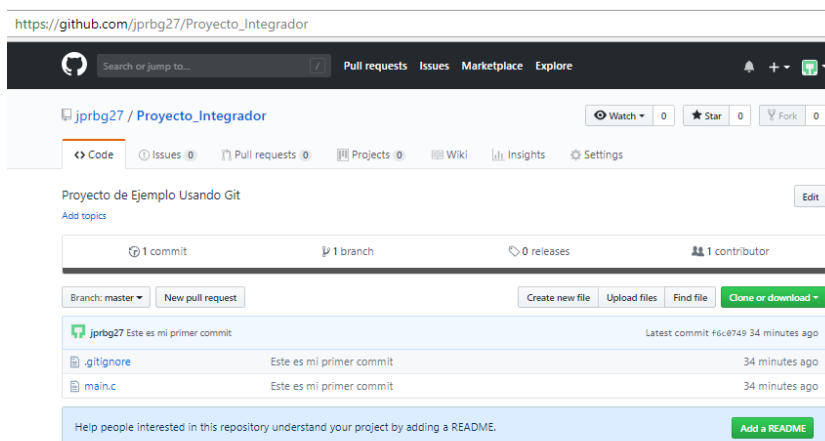 https://github.com/jprbg27/Proyecto_Integrador
Search or jump to... / Pull requests Issues Marketplace Explore
jprbg27 / Proyecto_Integrador Watch 0 Star 0 Fork 0
Code Issues 0 Pull requests 0 Projects 0 Wiki Insights Settings
Proyecto de Ejemplo Usando Git Edit
Add topics
1 commit 1 branch 0 releases 1 contributor
Branch: master New pull request Create new file Upload files Find file Clone or download
jprbg27 Este es mi primer commit Latest commit f6c0749 34 minutes ago
.gitignore Este es mi primer commit 34 minutes ago
main.c Este es mi primer commit 34 minutes ago
Help people interested in this repository understand your project by adding a README. Add a README